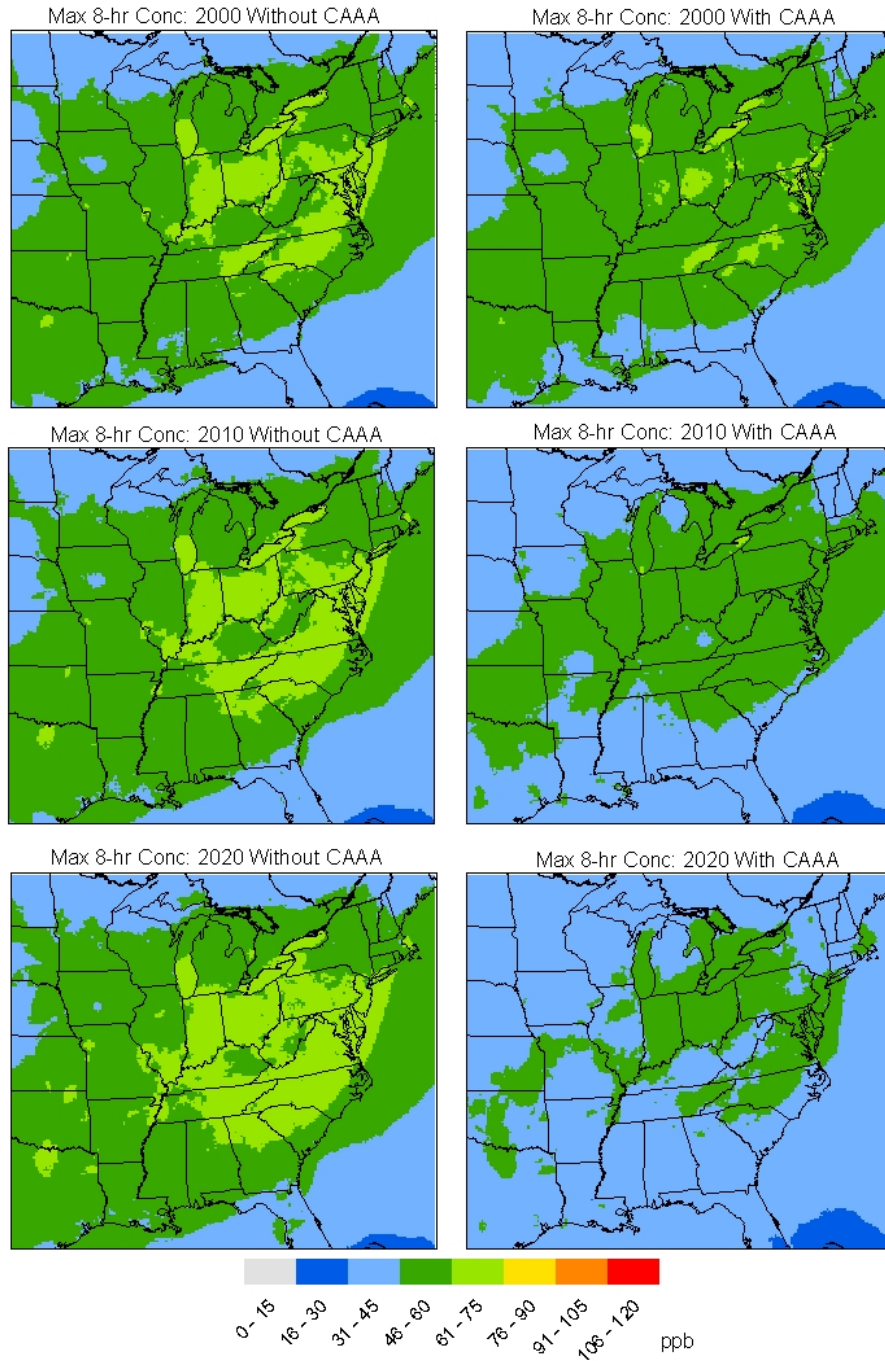 Max 8-hr Conc: 2000 Without CAAA
Max 8-hr Conc: 2000 With CAAA
Max 8-hr Conc: 2010 Without CAAA
Max 8-hr Conc: 2010 With CAAA
Max 8-hr Conc: 2020 Without CAAA
Max 8-hr Conc: 2020 With CAAA
0 - 15
16 - 30
31 - 45
46 - 60
61 - 75
76 - 90
91 - 105
106 - 120
ppb